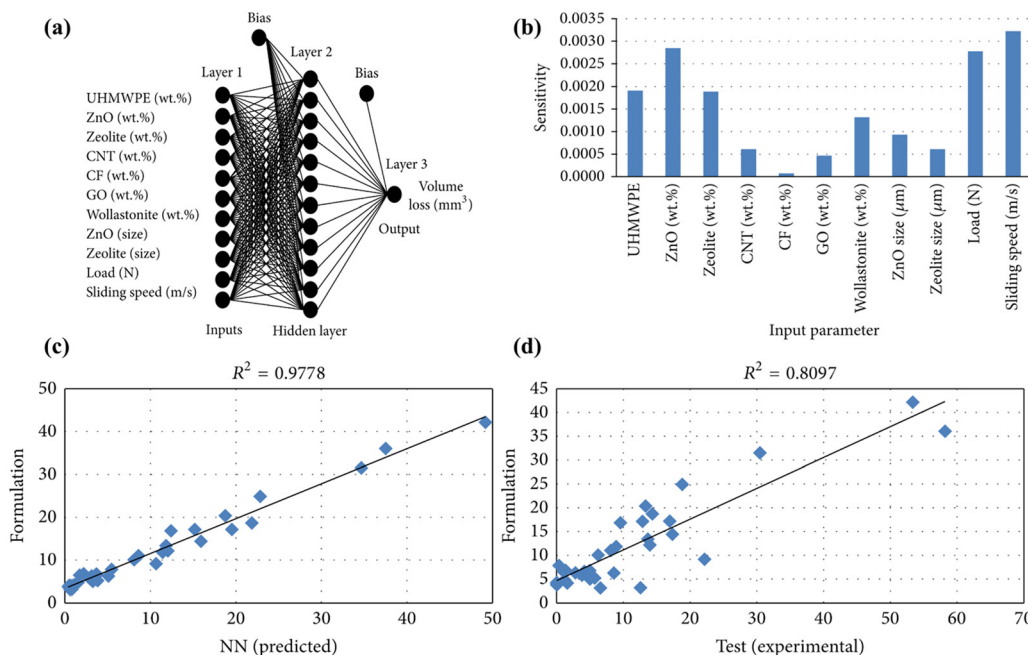 (a)
Bias
Layer 1
Layer 2
Bias
UHMWPE (wt.%)
ZnO (wt.%)
Zeolite (wt.%)
CNT (wt.%)
CF (wt.%)
GO (wt.%)
Wollastonite (wt.%)
ZnO (size)
Zeolite (size)
Load (N)
Sliding speed (m/s)
Layer 3
Volume
loss (mm³)
Output
Inputs
Hidden layer
(b)
Sensitivity
0.0035
0.0030
0.0025
0.0020
0.0015
0.0010
0.0005
0.0000
UHMWPE
ZnO (wt.%)
Zeolite (wt.%)
CNT (wt.%)
CF (wt.%)
GO (wt.%)
Wollastonite (wt.%)
ZnO size (μm)
Zeolite size (μm)
Load (N)
Sliding speed (m/s)
Input parameter
(c)
R² = 0.9778
Formulation
50
40
30
20
10
0
0 10 20 30 40 50
NN (predicted)
(d)
R² = 0.8097
Formulation
45
40
35
30
25
20
15
10
5
0
0 10 20 30 40 50 60 70
Test (experimental)